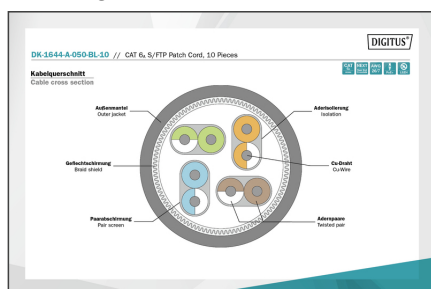 DIGITUS®
DK-1644-A-050-BL-10 // CAT 6A S/FTP Patch Cord, 10 Pieces
Kabelquerschnitt
Cable cross section
Außenmantel
Outer jacket
Aderisolierung
Isolation
Geflechtschirmung
Braid shield
Cu-Draht
Cu-Wire
Paarabschirmung
Pair screen
Adernpaare
Twisted pair